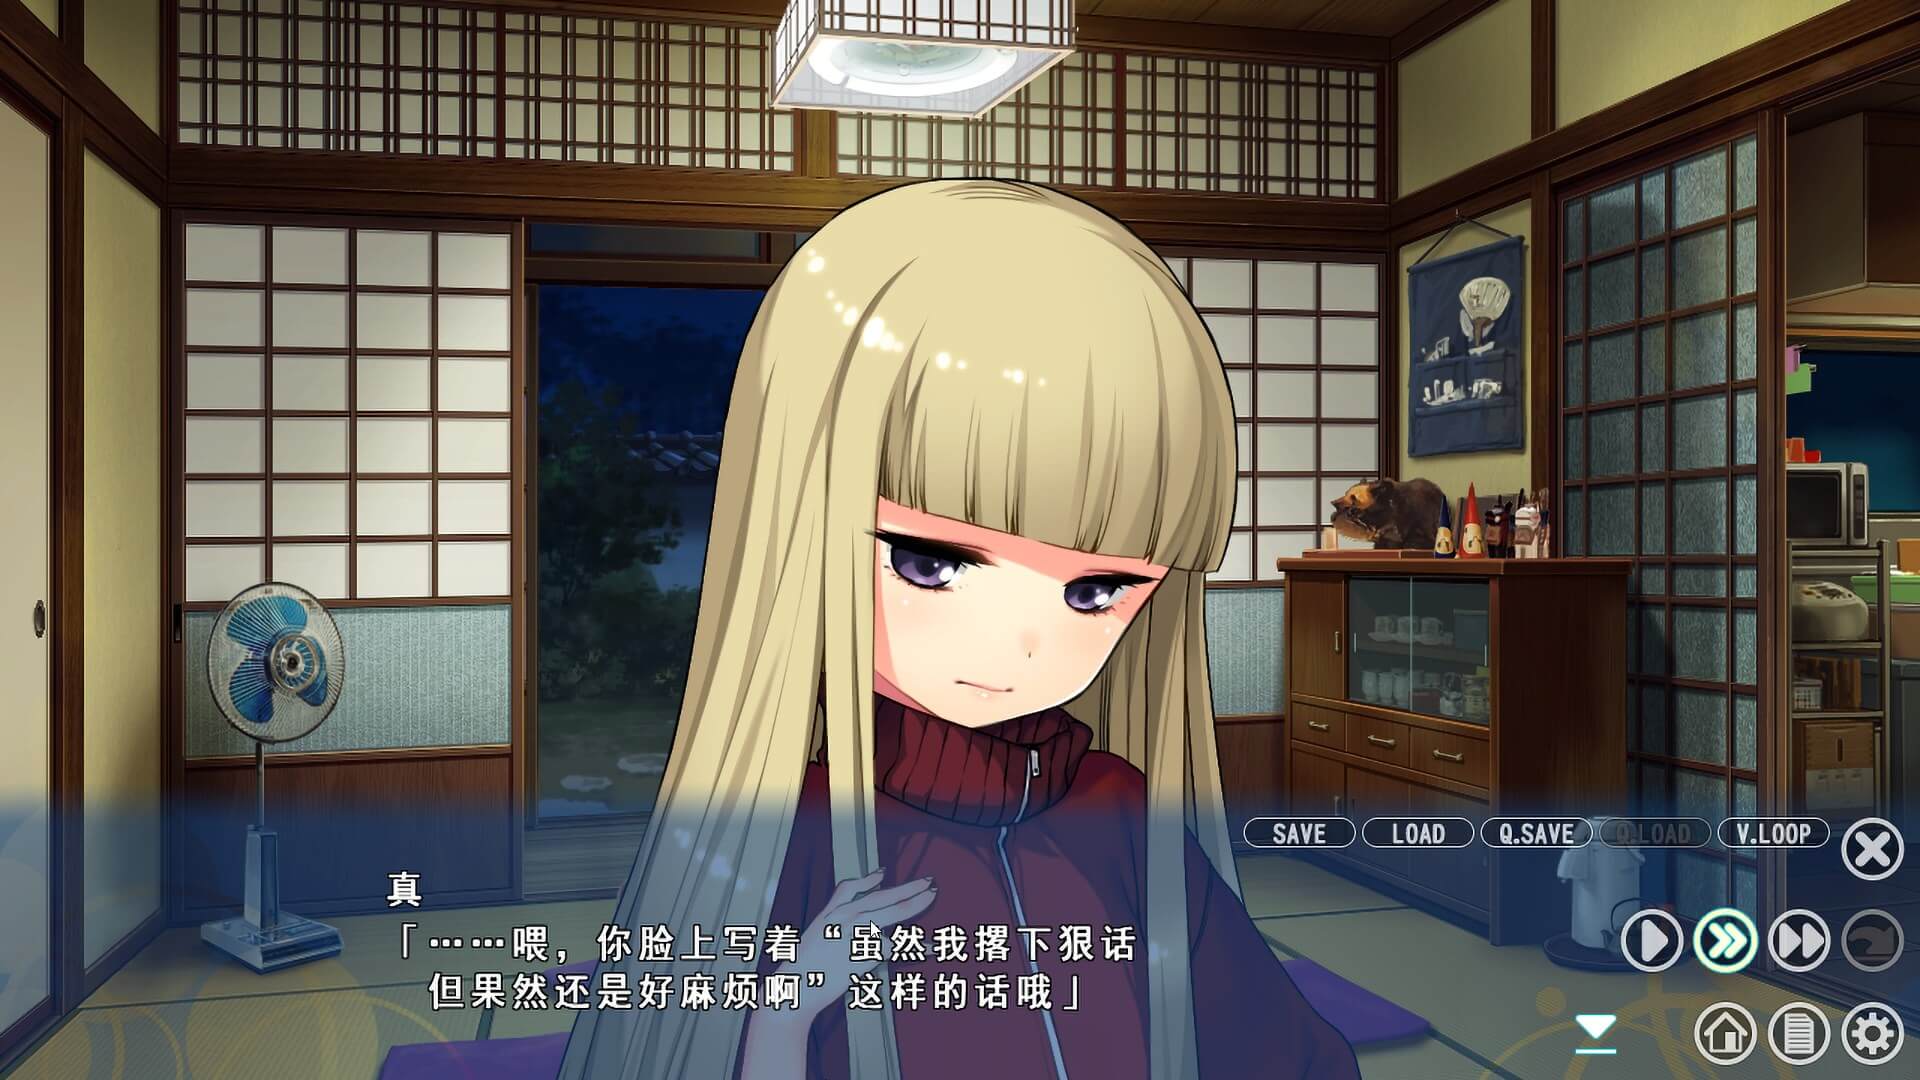 SAVE LOAD Q.SAVE Q.LOAD V.LOOP
真
「……喂，你脸上写着“虽然我撂下狠话
但果然还是好麻烦啊”这样的话哦」